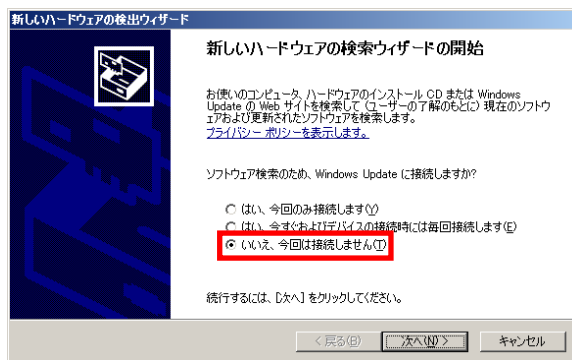 新しいハードウェアの検出ウィザード
新しいハードウェアの検索ウィザードの開始
お使いのコンピュータ、ハードウェアのインストール CD または Windows
Update の Web サイトを検索して (ユーザーの了解のもとに) 現在のソフトウ
ェアおよび更新されたソフトウェアを検索します。
プライバシー ポリシーを表示します。
ソフトウェア検索のため、Windows Update に接続しますか?
はい、今回のみ接続します(Y)
はい、今すぐおよびデバイスの接続時には毎回接続します(E)
いいえ、今回は接続しません(T)
続行するには、[次へ] をクリックしてください。
< 戻る(B)
次へ(N) >
キャンセル